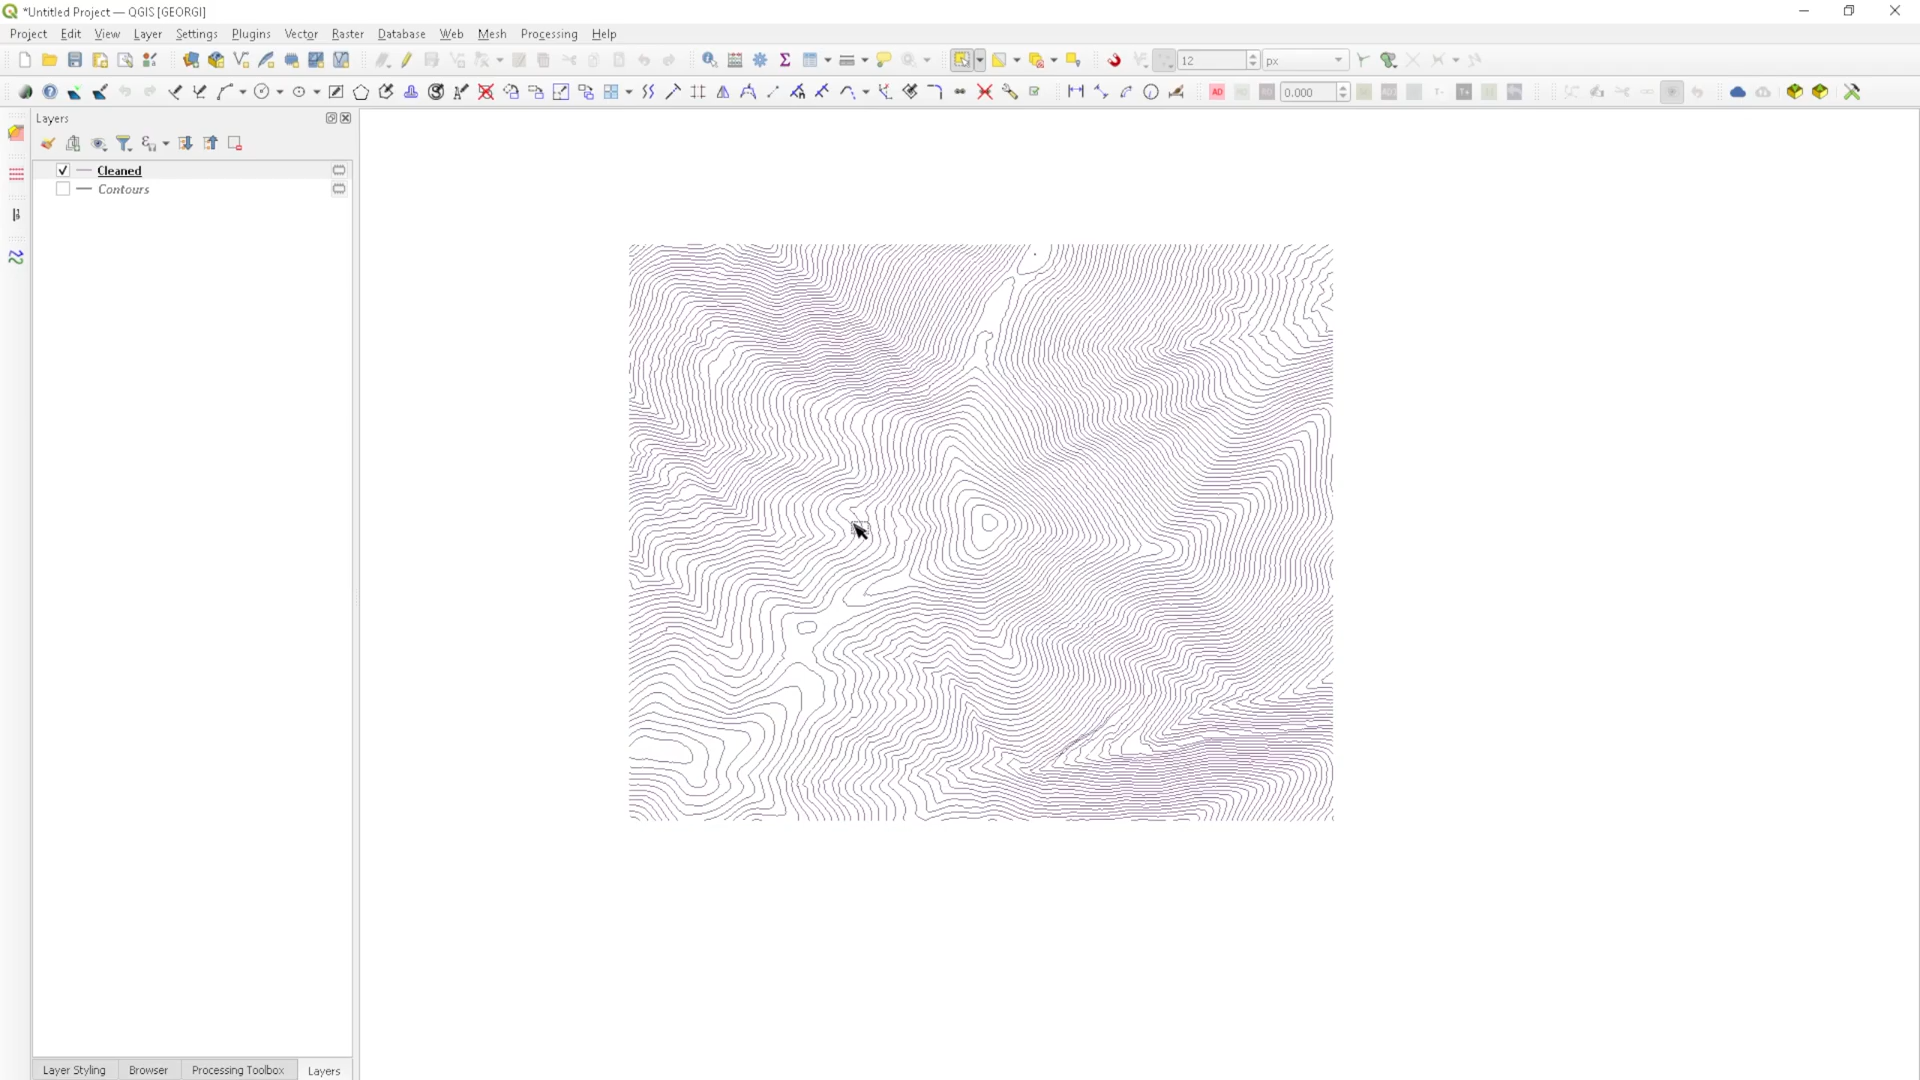 *Untitled Project — QGIS [GEORGI]
Project Edit View Layer Settings Plugins Vector Raster Database Web Mesh Processing Help
12 px
0.000
Layers
Cleaned
Contours
Layer Styling Browser Processing Toolbox Layers